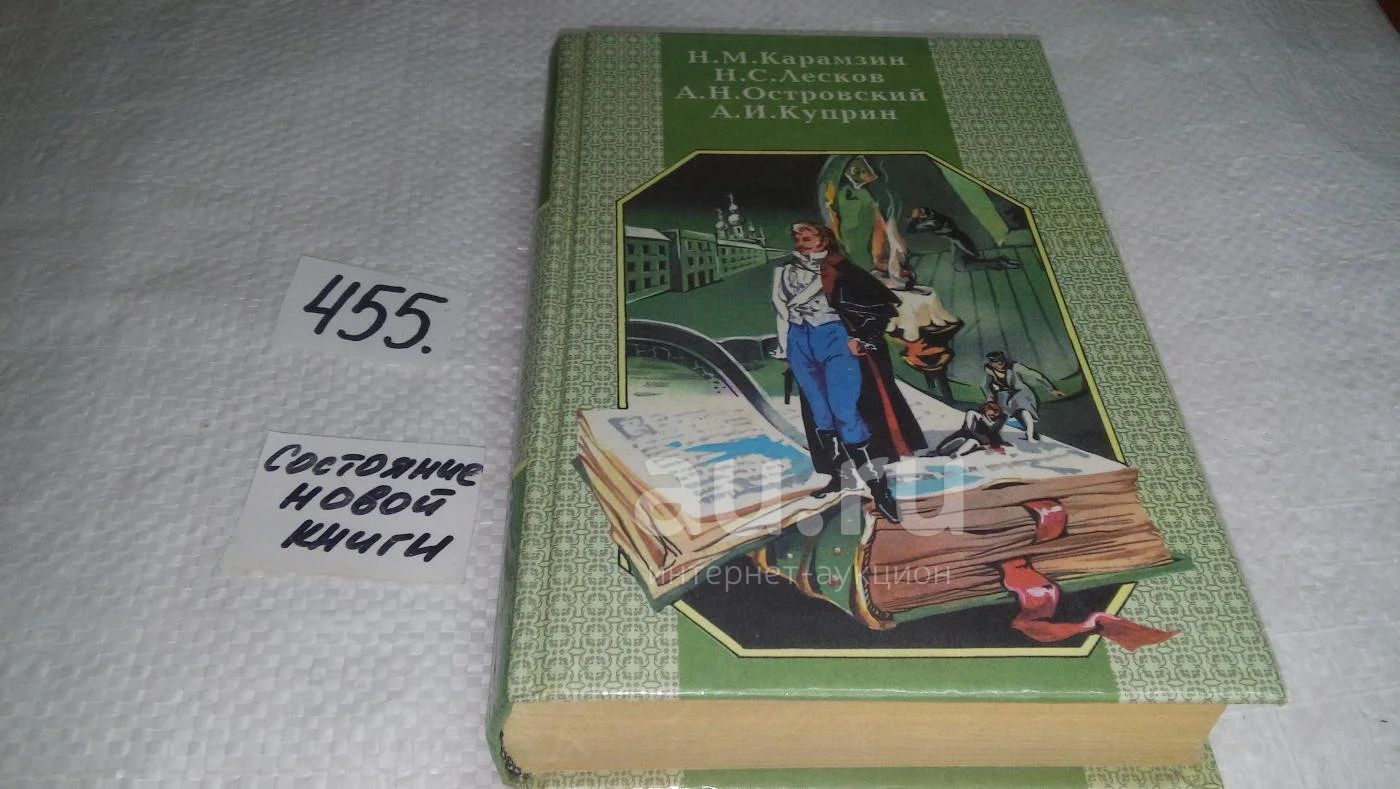 Н.М.Карамзин
Н.С.Лесков
А.Н.Островский
А.И.Куприн
455.
Состояние
новой
книги
au.ru
интернет-аукцион